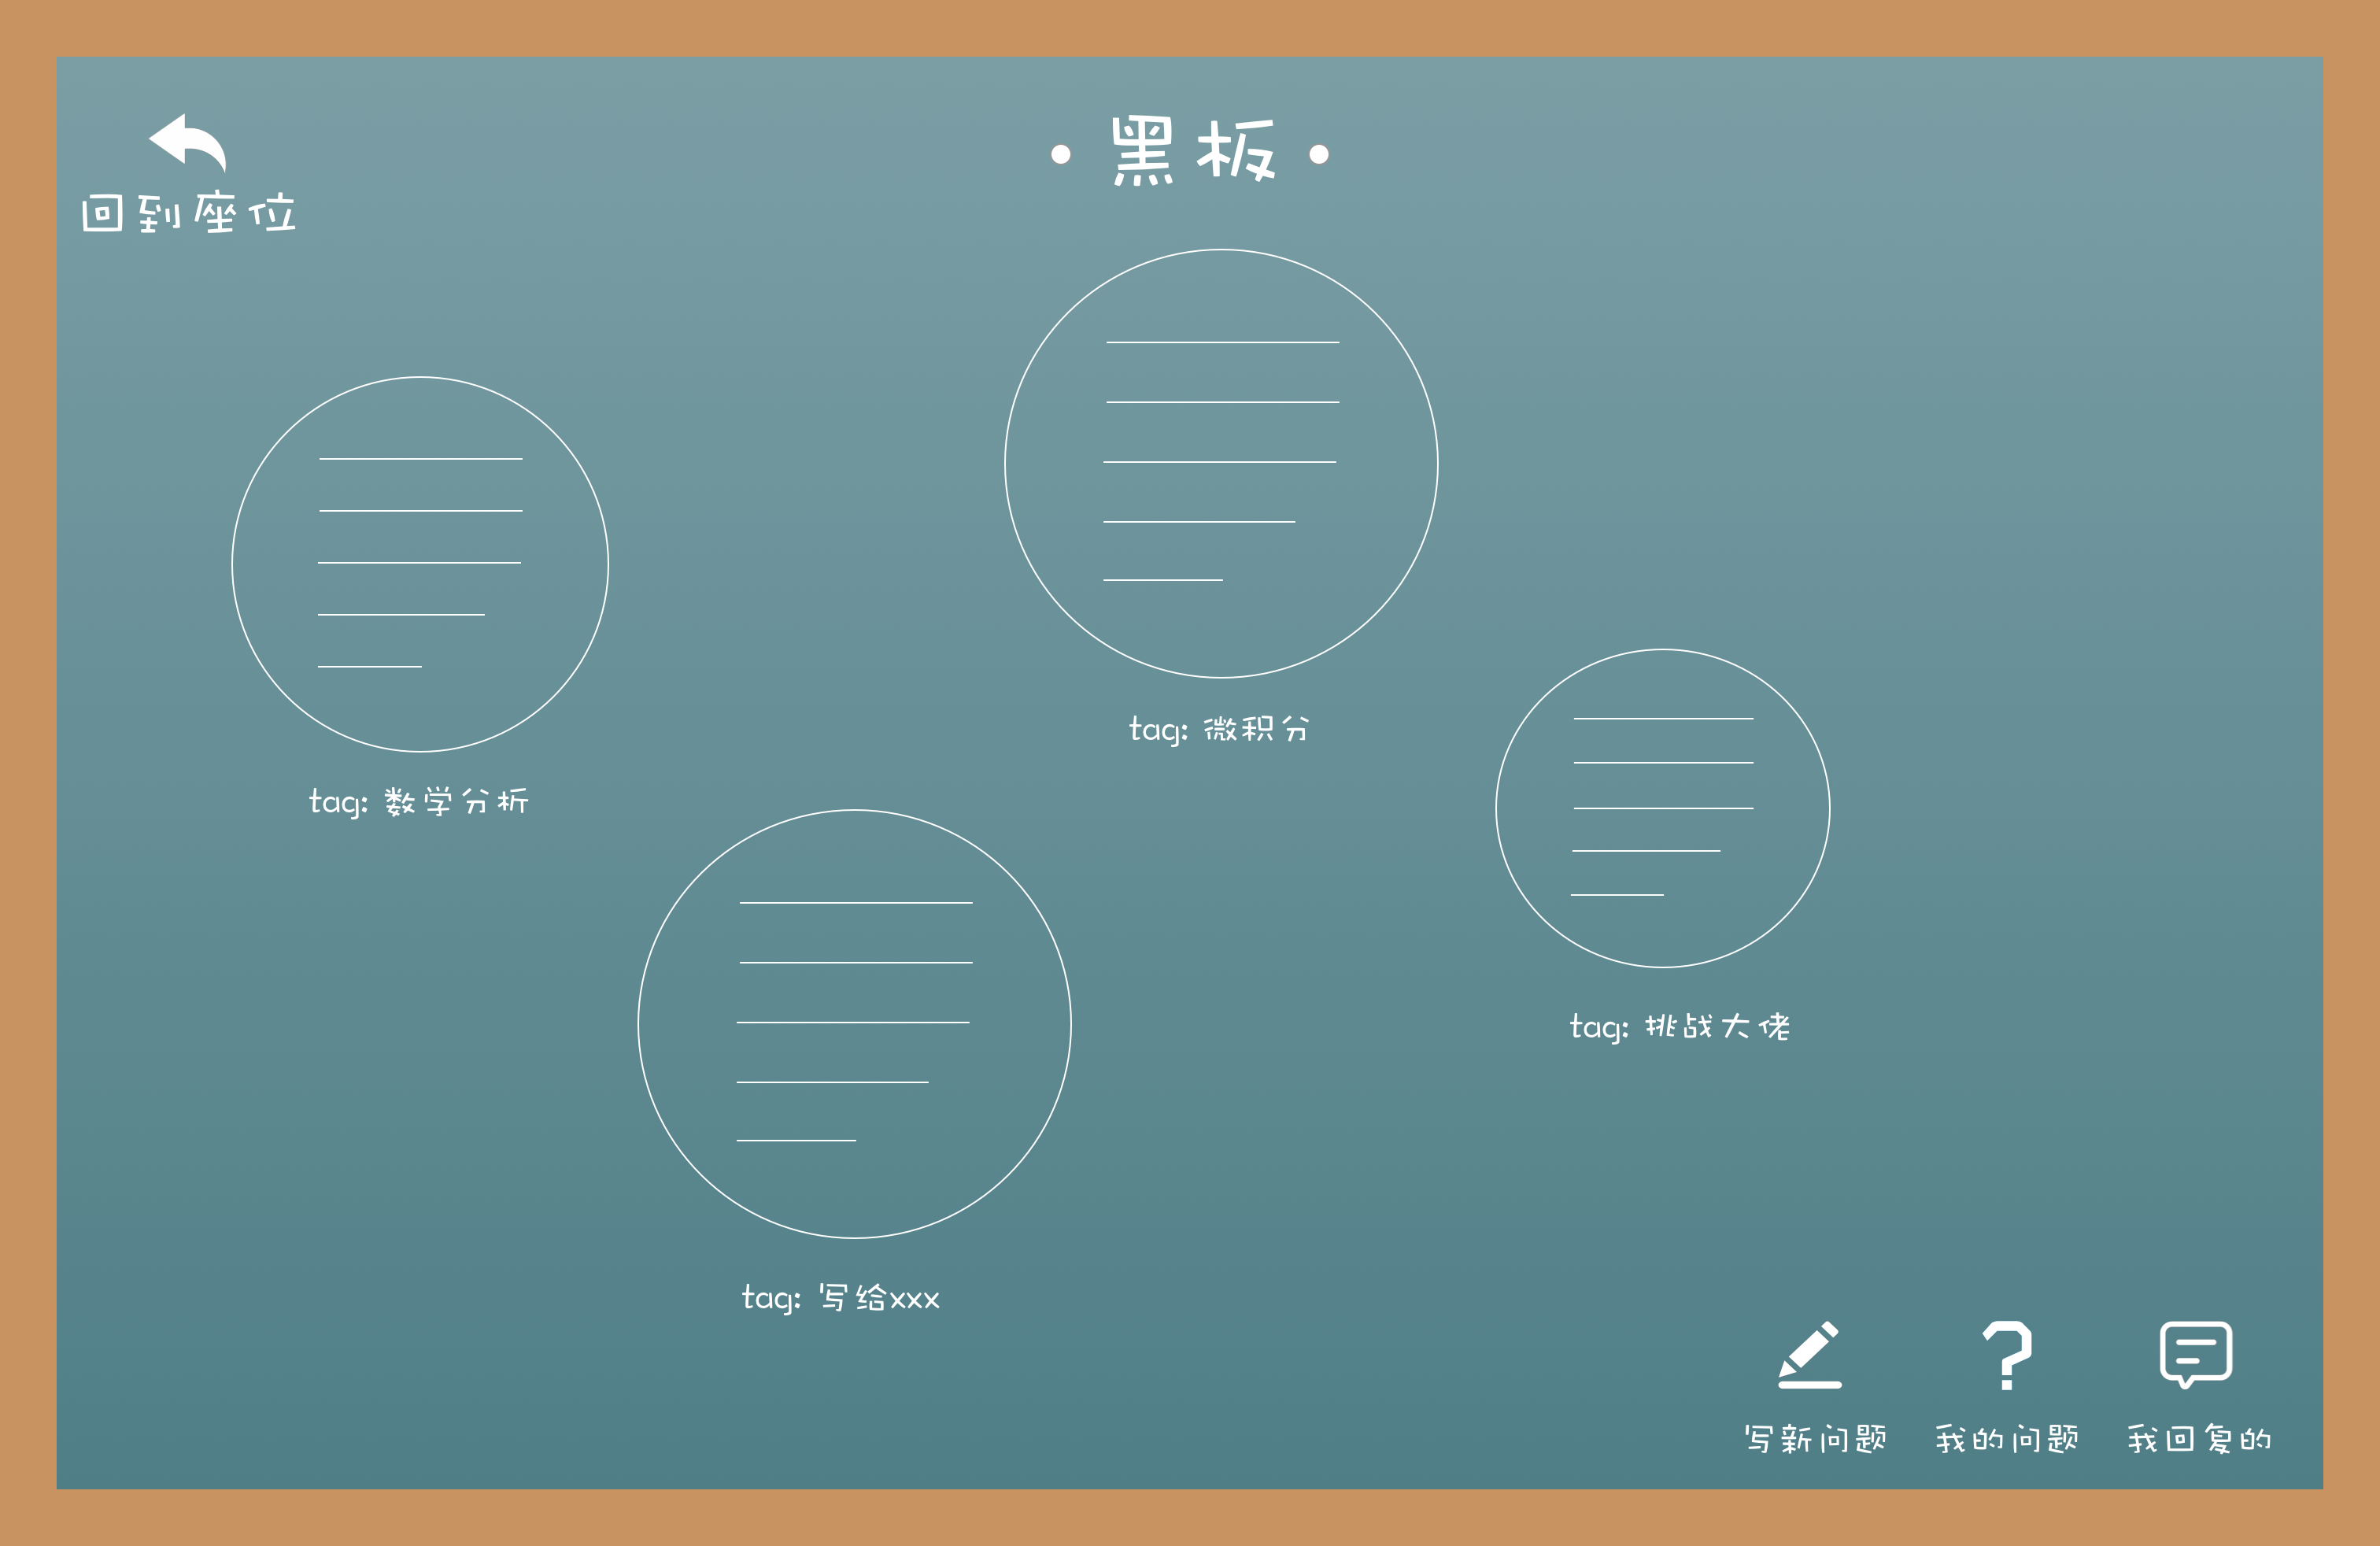 黑板
回到座位
tag: 微积分
tag: 数学分析
tag: 挑战大佬
tag: 写给xxx
写新问题
我的问题
我回复的